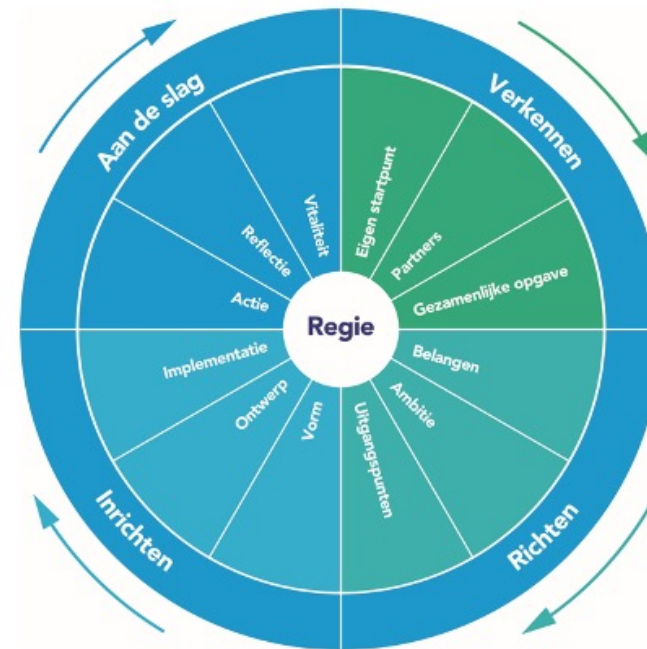 Aan de slag
Verkennen
Vitaliteit
Eigen startpunt
Reflectie
Partners
Actie
Gezamenlijke opgave
Regie
Implementatie
Belangen
Ontwerp
Ambitie
Vorm
Uitgangspunten
Inrichten
Richten